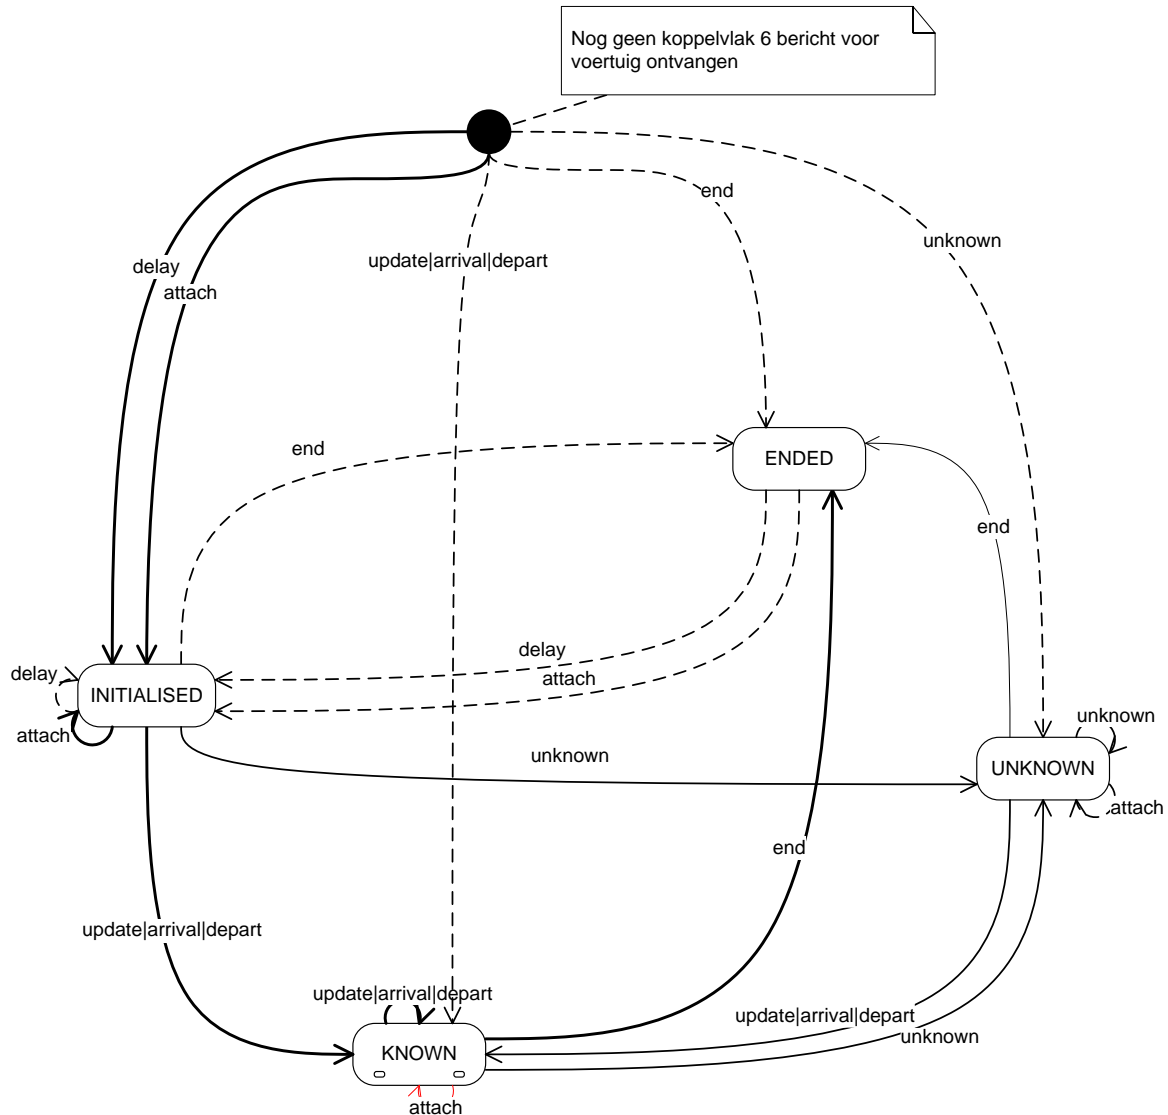 Nog geen koppelvlak 6 bericht voor
voertuig ontvangen
end
unknown
update|arrival|depart
delay
attach
end
ENDED
end
delay
attach
delay
INITIALISED
attach
unknown
unknown
UNKNOWN
attach
end
update|arrival|depart
update|arrival|depart
update|arrival|depart
unknown
KNOWN
attach